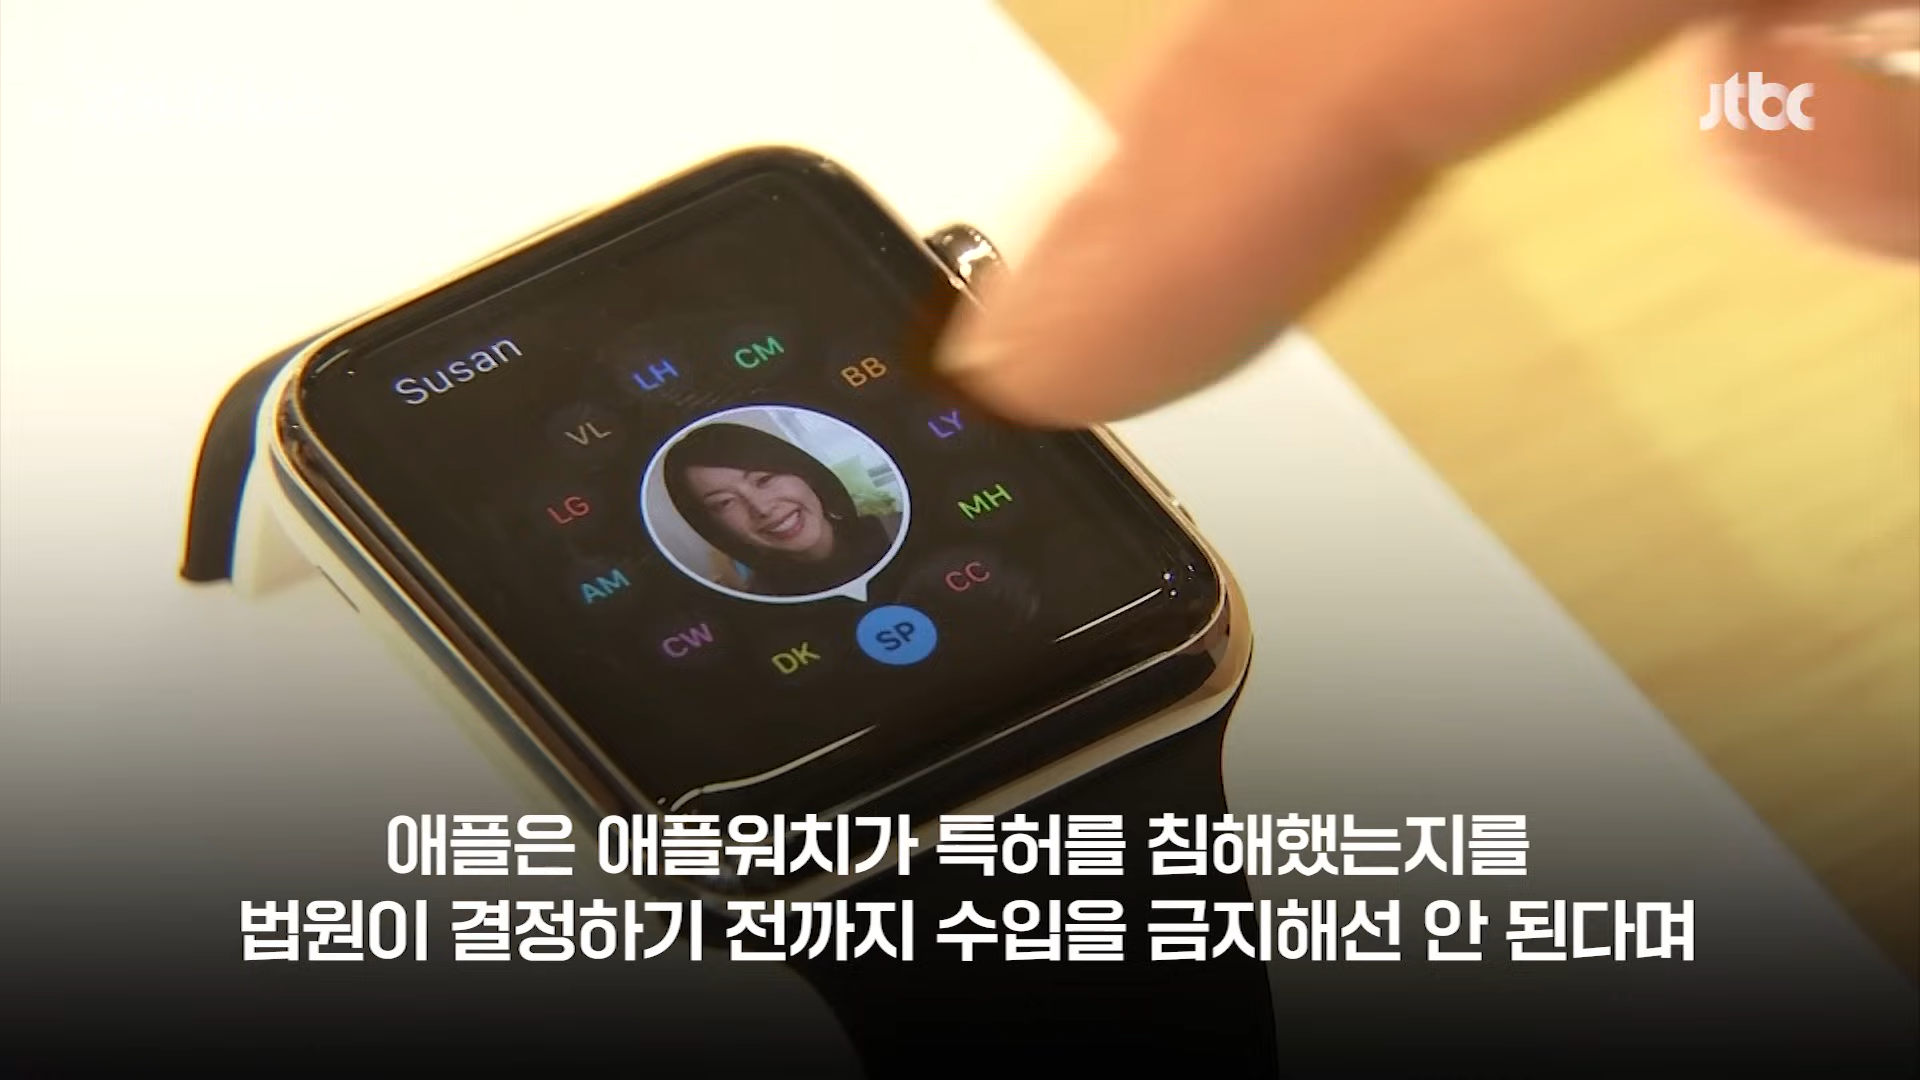 jtbc
Susan
LH
CM
BB
VL
LY
LG
MH
AM
CC
CW
DK
SP
애플은 애플워치가 특허를 침해했는지를
법원이 결정하기 전까지 수입을 금지해선 안 된다며